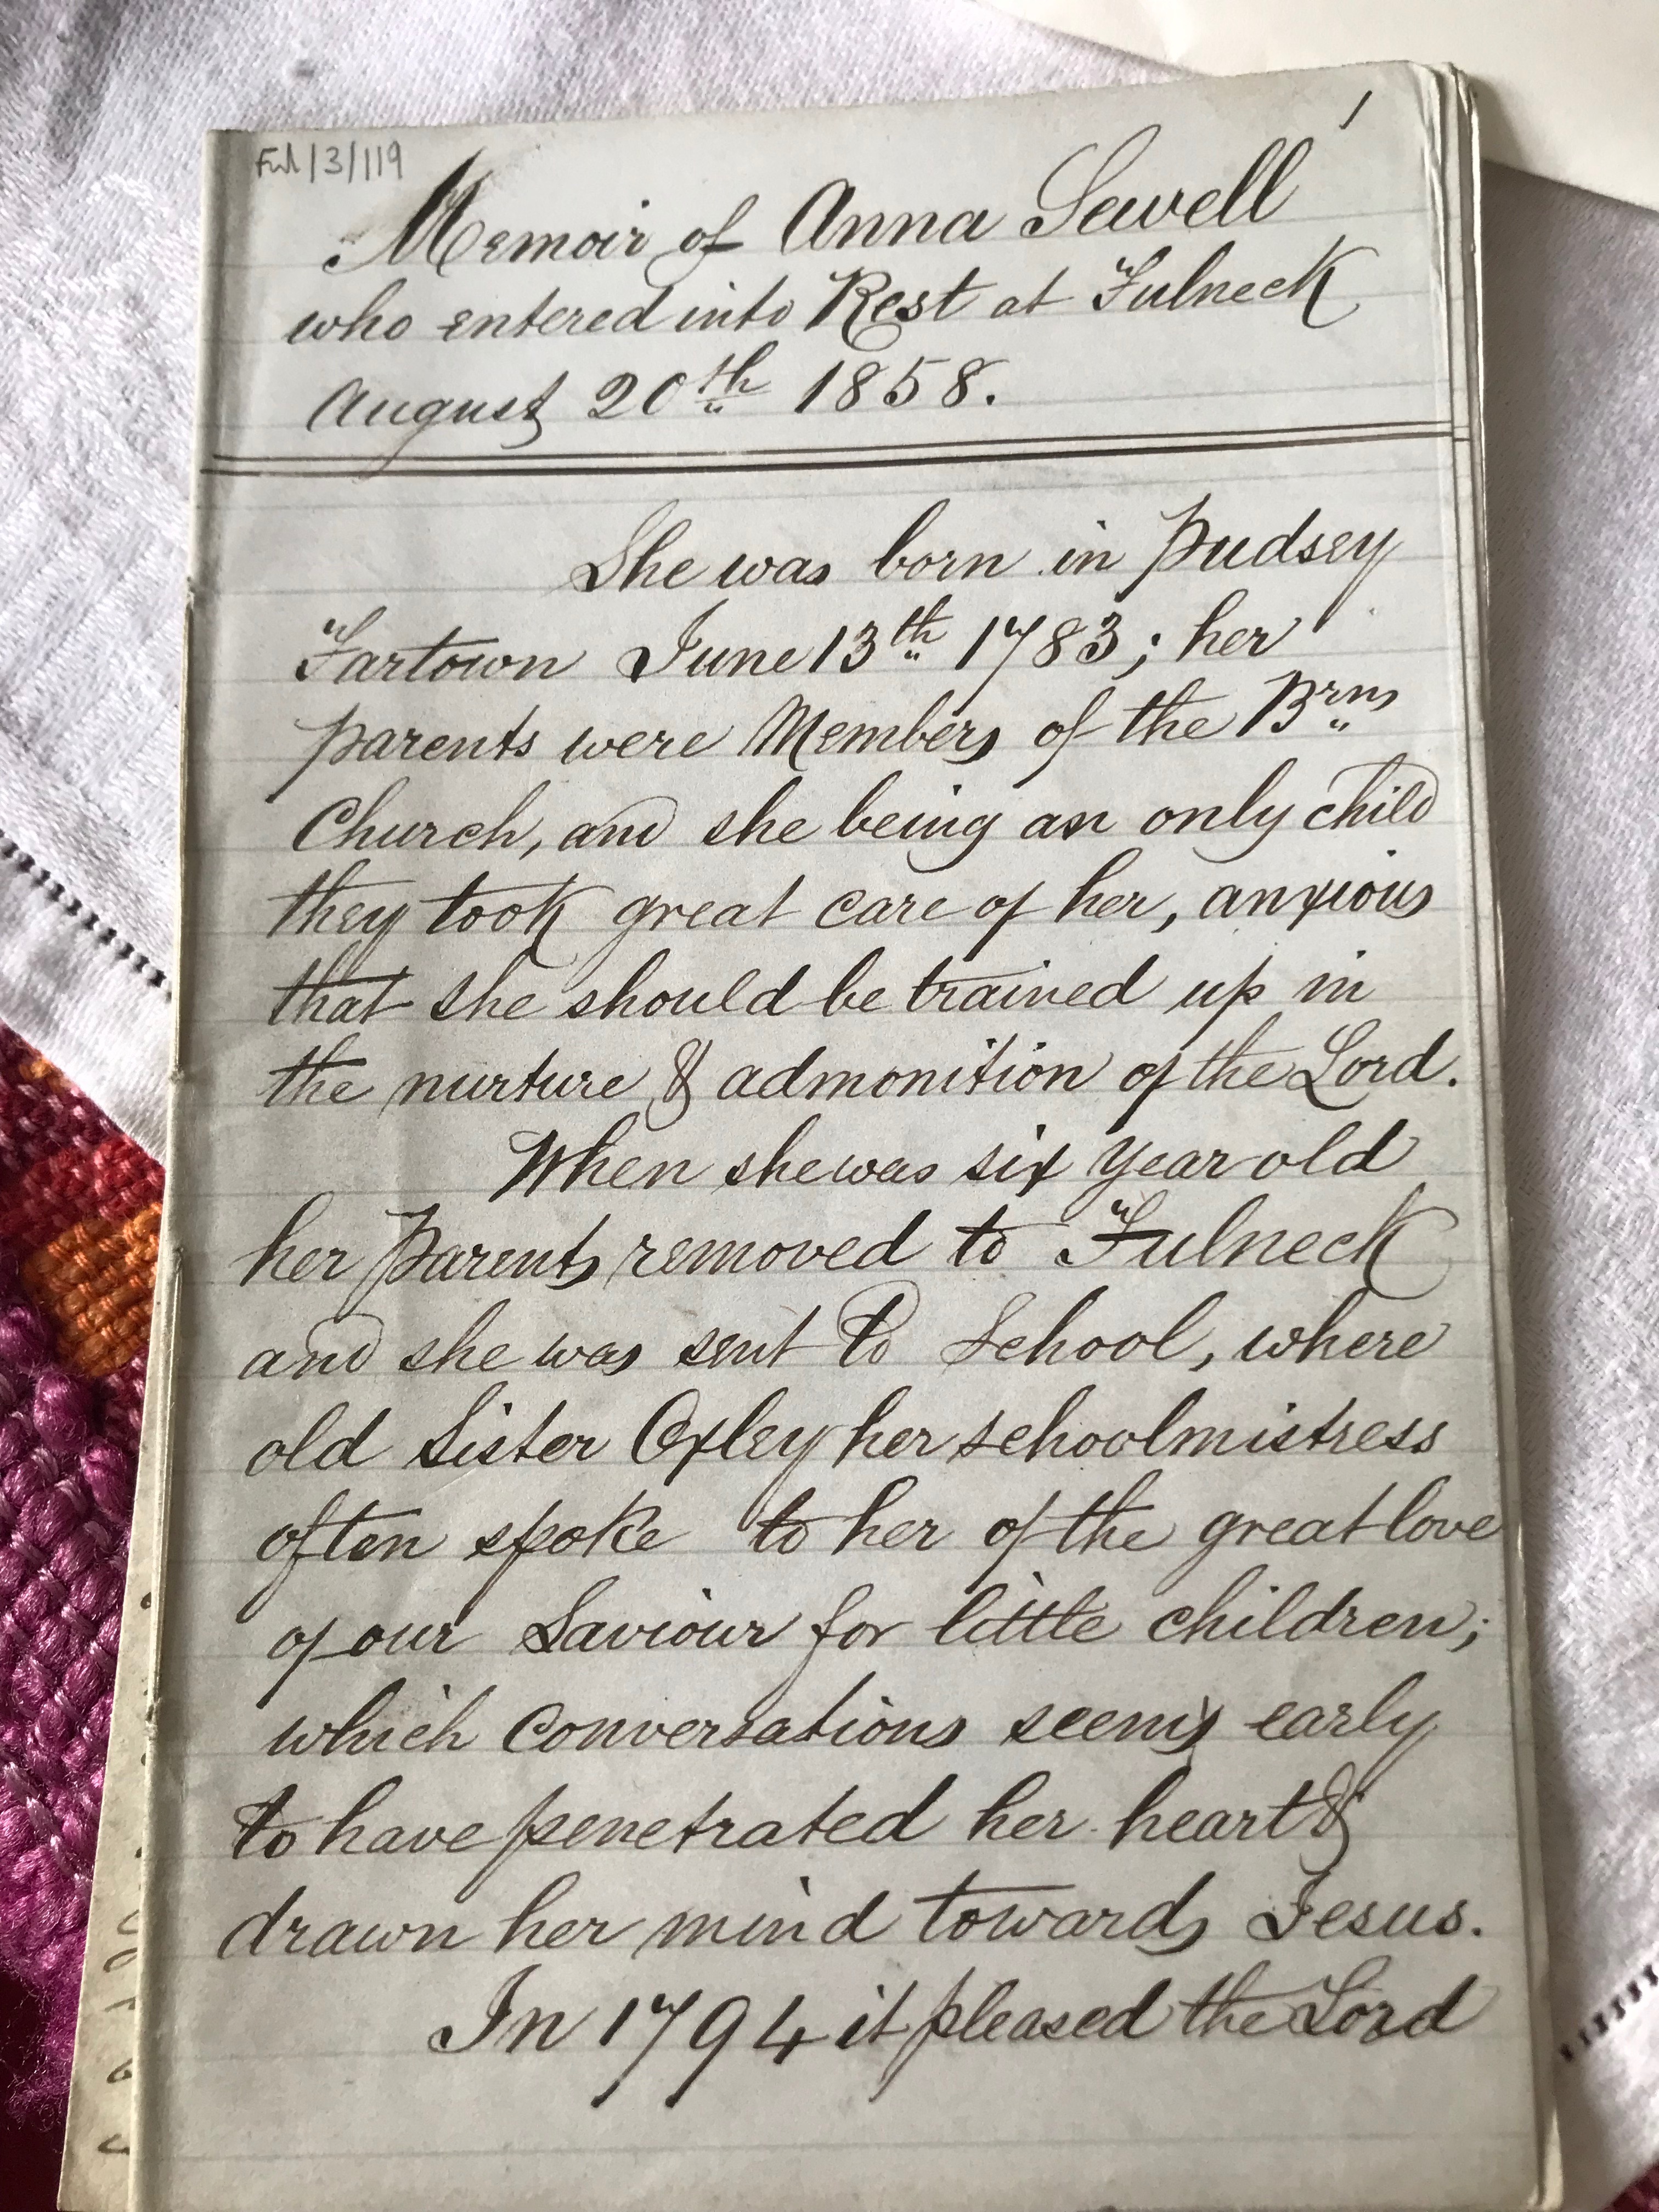 1
Ful/3/119
Memoir of Anna Sewell
who entered into Rest at Fulneck
August 20th 1858.
She was born in Pudsey
Fartown June 13th 1783; her
parents were Members of the Brns
Church, and she being an only child
they took great care of her, anxious
that she should be trained up in
the nurture & admonition of the Lord.
When she was six year old
her Parents removed to Fulneck
and she was sent to School, where
old Sister Oxley her schoolmistress
often spoke to her of the great love
of our Saviour for little children;
which conversations seems early
to have penetrated her heart &
drawn her mind towards Jesus.
In 1794 it pleased the Lord